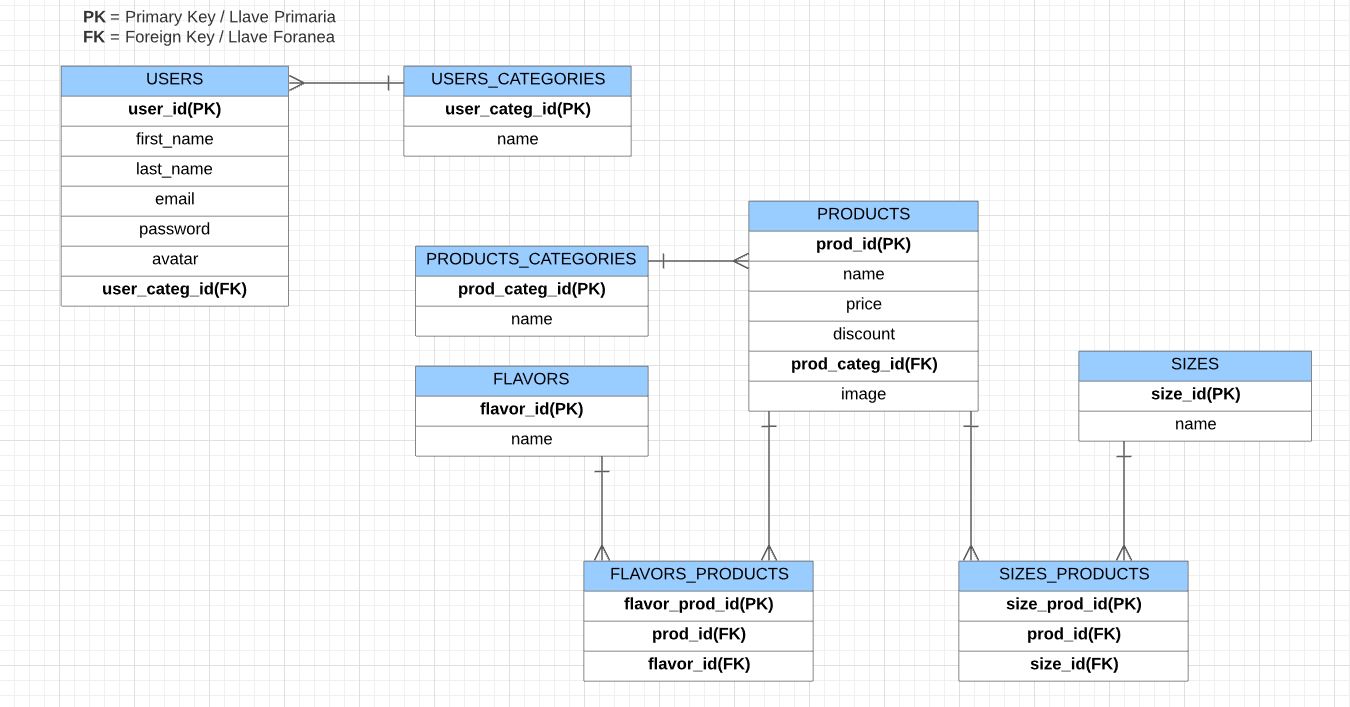 PK = Primary Key / Llave Primaria
FK = Foreign Key / Llave Foranea
USERS
user_id(PK)
first_name
last_name
email
password
avatar
user_categ_id(FK)
USERS_CATEGORIES
user_categ_id(PK)
name
PRODUCTS_CATEGORIES
prod_categ_id(PK)
name
PRODUCTS
prod_id(PK)
name
price
discount
prod_categ_id(FK)
image
FLAVORS
flavor_id(PK)
name
SIZES
size_id(PK)
name
FLAVORS_PRODUCTS
flavor_prod_id(PK)
prod_id(FK)
flavor_id(FK)
SIZES_PRODUCTS
size_prod_id(PK)
prod_id(FK)
size_id(FK)